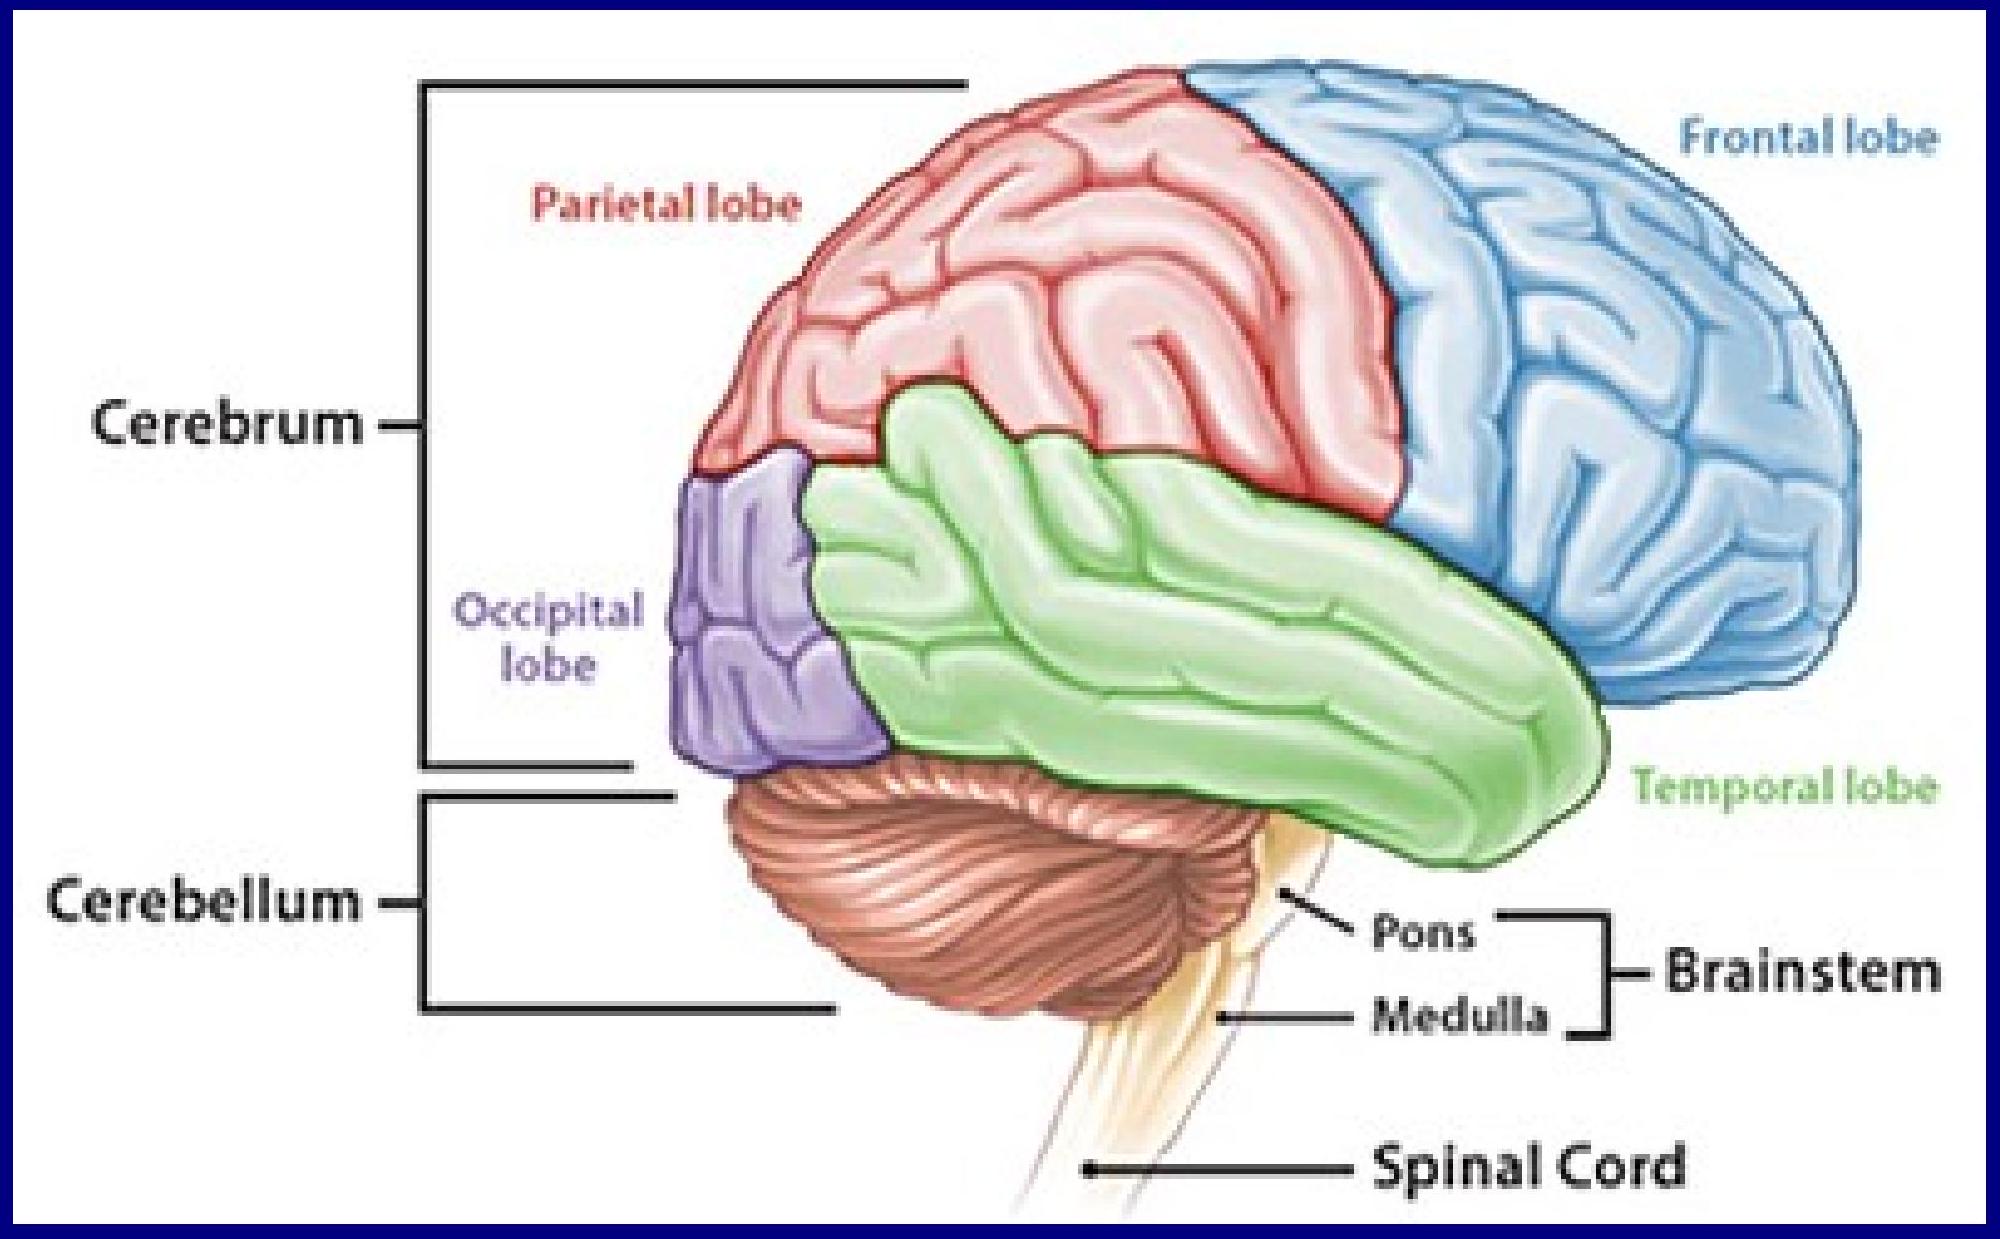 Frontal lobe
Parietal lobe
Cerebrum
Occipital
lobe
Temporal lobe
Cerebellum
Pons
Brainstem
Medulla
Spinal Cord